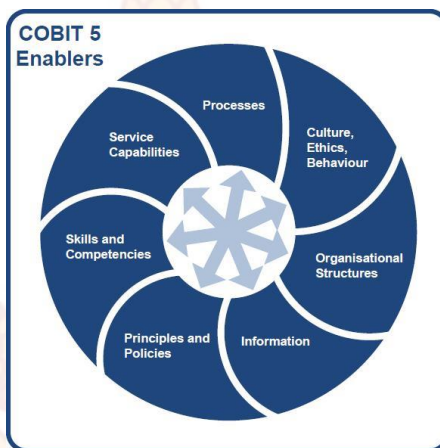 COBIT 5
Enablers
Processes
Culture,
Ethics,
Behaviour
Organisational
Structures
Information
Principles and
Policies
Skills and
Competencies
Service
Capabilities